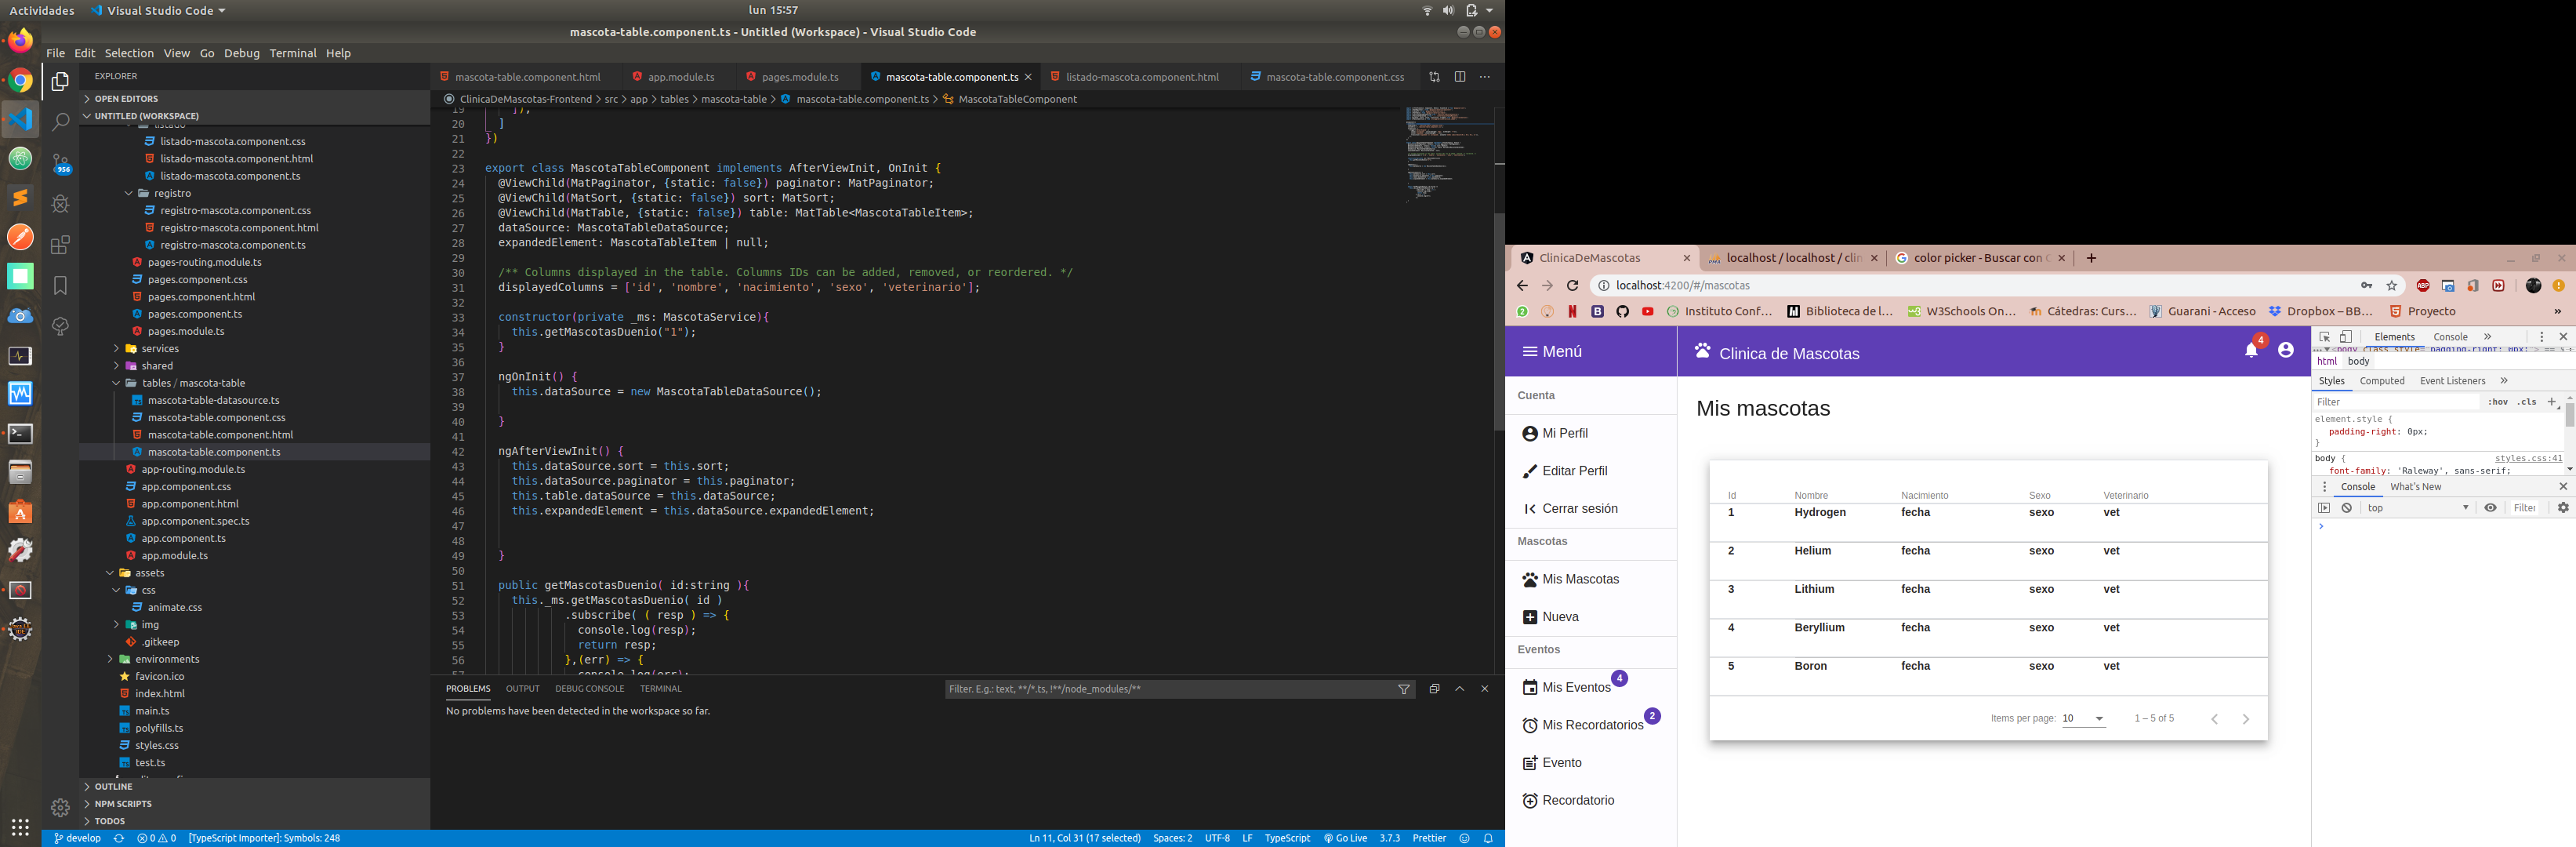 Actividades
Visual Studio Code
lun 15:57
mascota-table.component.ts - Untitled (Workspace) - Visual Studio Code
File Edit Selection View Go Debug Terminal Help
EXPLORER
OPEN EDITORS
UNTITLED (WORKSPACE)
listado
listado-mascota.component.css
listado-mascota.component.html
listado-mascota.component.ts
registro
registro-mascota.component.css
registro-mascota.component.html
registro-mascota.component.ts
pages-routing.module.ts
pages.component.css
pages.component.html
pages.component.ts
pages.module.ts
services
shared
tables / mascota-table
mascota-table-datasource.ts
mascota-table.component.css
mascota-table.component.html
mascota-table.component.ts
app-routing.module.ts
app.component.css
app.component.html
app.component.spec.ts
app.component.ts
app.module.ts
assets
css
animate.css
img
.gitkeep
environments
favicon.ico
index.html
main.ts
polyfills.ts
styles.css
test.ts
OUTLINE
NPM SCRIPTS
TODOS
956
mascota-table.component.html app.module.ts pages.module.ts mascota-table.component.ts listado-mascota.component.html mascota-table.component.css
ClinicaDeMascotas-Frontend > src > app > tables > mascota-table > mascota-table.component.ts > MascotaTableComponent
19 ]),
20 ]
21 })
22
23 export class MascotaTableComponent implements AfterViewInit, OnInit {
24 @ViewChild(MatPaginator, {static: false}) paginator: MatPaginator;
25 @ViewChild(MatSort, {static: false}) sort: MatSort;
26 @ViewChild(MatTable, {static: false}) table: MatTable<MascotaTableItem>;
27 dataSource: MascotaTableDataSource;
28 expandedElement: MascotaTableItem | null;
29
30 /** Columns displayed in the table. Columns IDs can be added, removed, or reordered. */
31 displayedColumns = ['id', 'nombre', 'nacimiento', 'sexo', 'veterinario'];
32
33 constructor(private _ms: MascotaService){
34 this.getMascotasDuenio("1");
35 }
36
37 ngOnInit() {
38 this.dataSource = new MascotaTableDataSource();
39
40 }
41
42 ngAfterViewInit() {
43 this.dataSource.sort = this.sort;
44 this.dataSource.paginator = this.paginator;
45 this.table.dataSource = this.dataSource;
46 this.expandedElement = this.dataSource.expandedElement;
47
48
49 }
50
51 public getMascotasDuenio( id:string ){
52 this._ms.getMascotasDuenio( id )
53 .subscribe( ( resp ) => {
54 console.log(resp);
55 return resp;
56 },(err) => {
57 console.log(err);
PROBLEMS OUTPUT DEBUG CONSOLE TERMINAL
Filter. E.g.: text, **/*.ts, !**/node_modules/**
No problems have been detected in the workspace so far.
develop 0 0 [TypeScript Importer]: Symbols: 248
Ln 11, Col 31 (17 selected) Spaces: 2 UTF-8 LF TypeScript Go Live 3.7.3 Prettier
ClinicaDeMascotas
localhost / localhost / clin
color picker - Buscar con G
localhost:4200/#/mascotas
ABP
2
Instituto Conf... Biblioteca de l... W3Schools On... Cátedras: Curs... Guarani - Acceso Dropbox – BB... Proyecto
Menú
Clinica de Mascotas
4
Cuenta
Mi Perfil
Editar Perfil
Cerrar sesión
Mascotas
Mis Mascotas
Nueva
Eventos
Mis Eventos 4
Mis Recordatorios 2
Evento
Recordatorio
Mis mascotas
Id Nombre Nacimiento Sexo Veterinario
1 Hydrogen fecha sexo vet
2 Helium fecha sexo vet
3 Lithium fecha sexo vet
4 Beryllium fecha sexo vet
5 Boron fecha sexo vet
Items per page: 10 1 – 5 of 5
Elements Console
html body
Styles Computed Event Listeners
Filter :hov .cls
element.style {
padding-right: 0px;
}
body { styles.css:41
font-family: 'Raleway', sans-serif;
Console What's New
top Filter